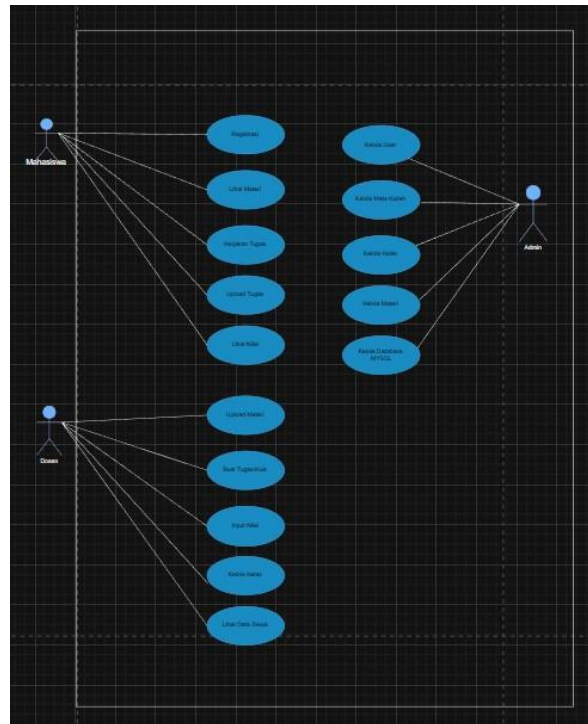 Mahasiswa
Registrasi
Lihat Materi
Kerjakan Tugas
Upload Tugas
Lihat Nilai
Kelola User
Kelola Mata Kuliah
Kelola Kelas
Kelola Materi
Kelola Database
MYSQL
Admin
Dosen
Upload Materi
Buat Tugas/Kuis
Input Nilai
Kelola Kelas
Lihat Data Siswa